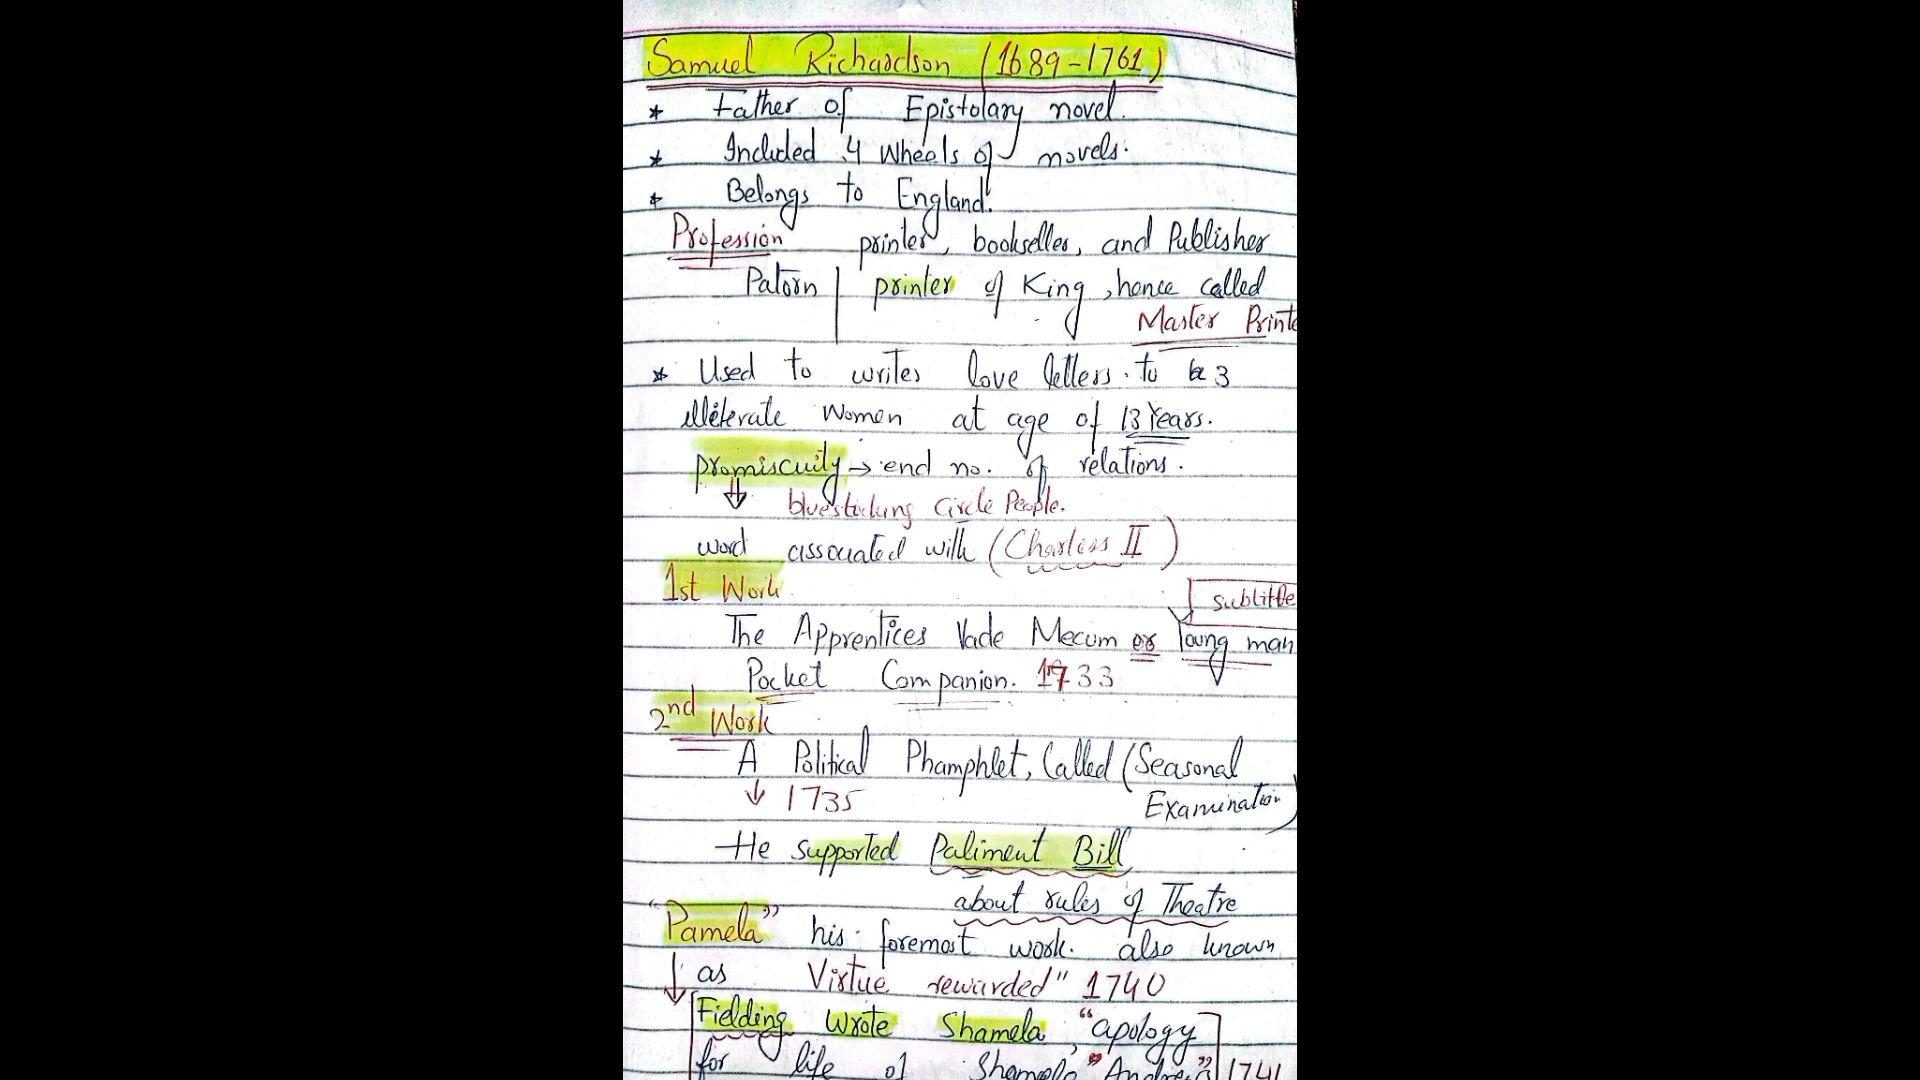 Samuel Richardson (1689-1761)
* Father of Epistolary novel.
* Included 4 Wheels of novels.
* Belongs to England.
Profession printer, bookseller, and Publisher
Patorn | printer of King, hence called
Master Printe
* Used to writes love letters to 3
illiterate Women at age of 13 Years.
promiscuity → end no. of relations.
↓ bluestocking Circle People.
word associated with (Charless II)
1st Work
subtitle
The Apprentices Vade Mecum or Young man
Pocket Companion. 1733
2nd Work
A Political Phamphlet, Called (Seasonal
↓ 1735 Examination)
He supported Paliment Bill
about rules of Theatre
"Pamela" his foremost work. also known
↓ as Virtue rewarded" 1740
Fielding Wrote Shamela, "apology
for life of Shamela Andrews" 1741